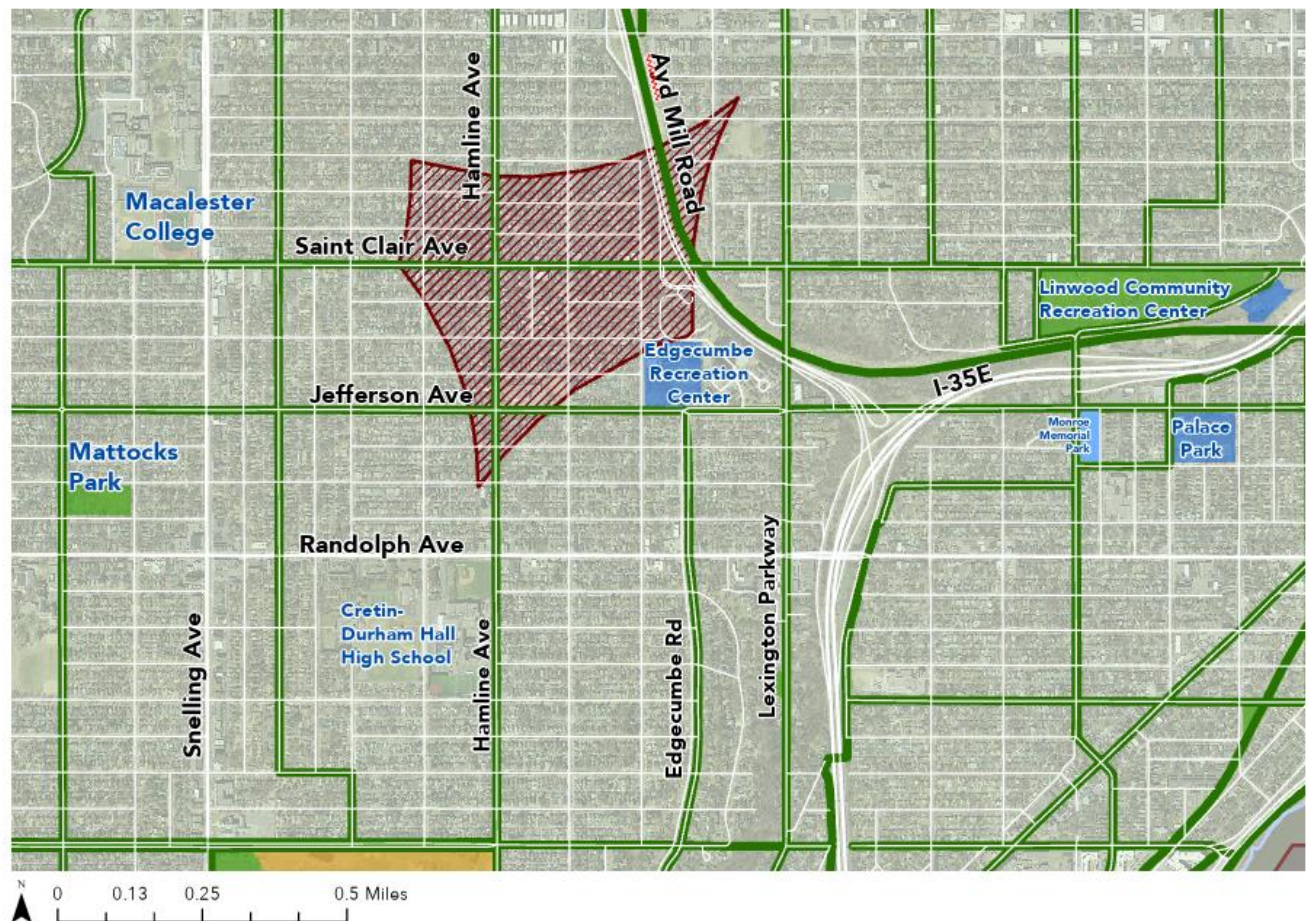 Hamline Ave
Ayd Mill Road
Macalester
College
Saint Clair Ave
Linwood Community
Recreation Center
Edgecumbe
Recreation
Center
I-35E
Jefferson Ave
Monroe
Memorial
Park
Palace
Park
Mattocks
Park
Randolph Ave
Lexington Parkway
Cretin-
Durham Hall
High School
Snelling Ave
Hamline Ave
Edgecumbe Rd
N
0 0.13 0.25 0.5 Miles